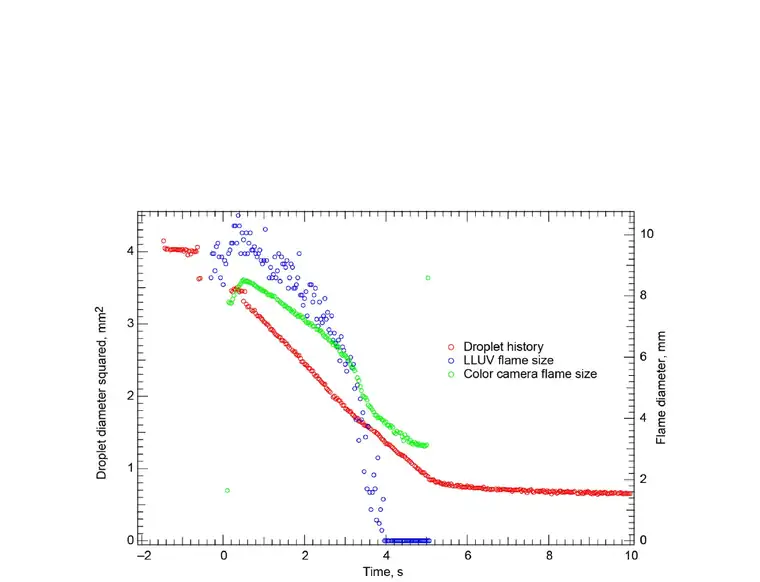 4
3
2
1
0
Droplet diameter squared, mm2
10
8
6
4
2
0
Flame diameter, mm
Droplet history
LLUV flame size
Color camera flame size
–2 0 2 4 6 8 10
Time, s